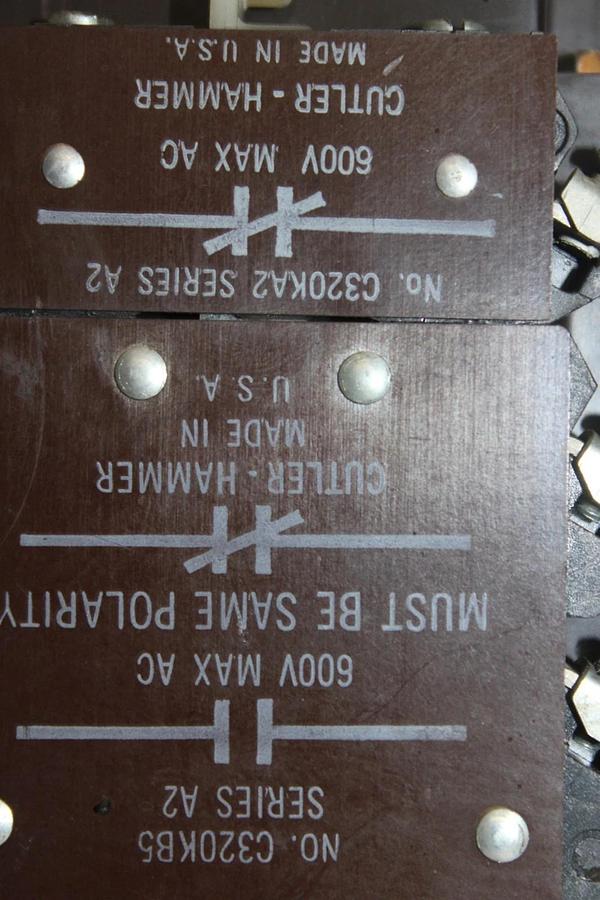 NO. C320KB5
SERIES A2
600V MAX AC
MUST BE SAME POLARITY
CUTLER-HAMMER
MADE IN
U.S.A.
No. C320KA2 SERIES A2
600V MAX AC
CUTLER-HAMMER
MADE IN U.S.A.